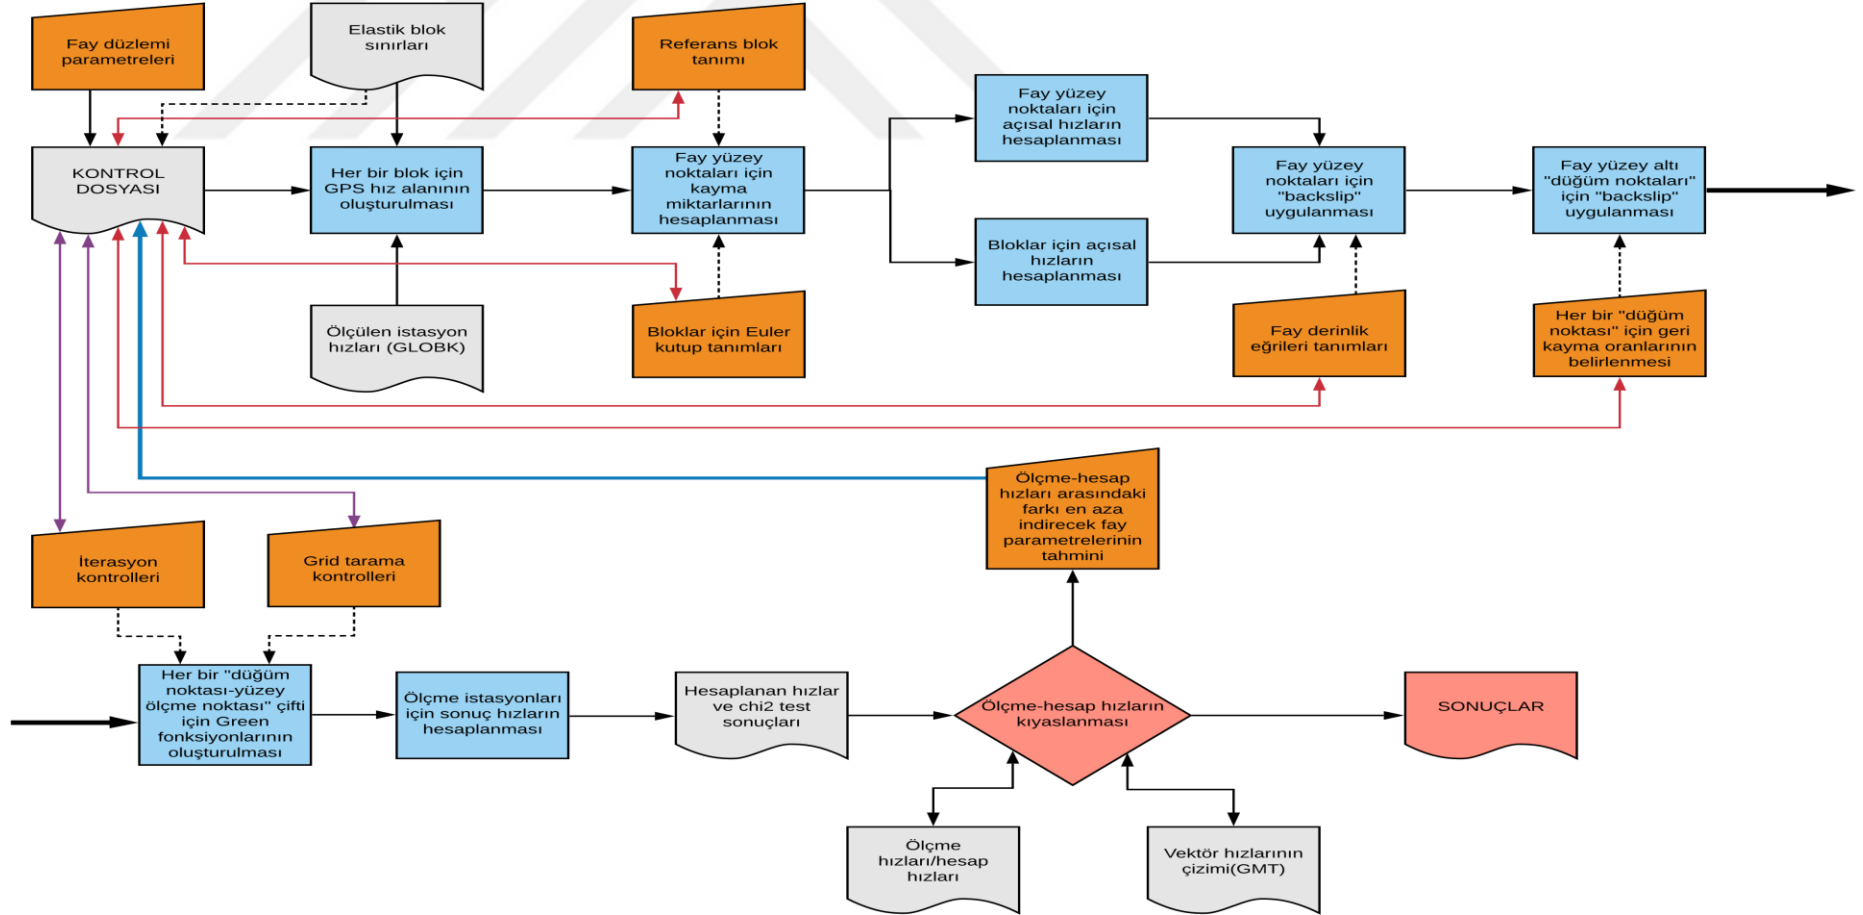 Fay düzlemi
parametreleri
Elastik blok
sınırları
Referans blok
tanımı
KONTROL
DOSYASI
Her bir blok için
GPS hız alanının
oluşturulması
Fay yüzey
noktaları için
kayma
miktarlarının
hesaplanması
Fay yüzey
noktaları için
açısal hızların
hesaplanması
Bloklar için açısal
hızların
hesaplanması
Fay yüzey
noktaları için
"backslip"
uygulanması
Fay yüzey altı
"düğüm noktaları"
için "backslip"
uygulanması
Ölçülen istasyon
hızları (GLOBK)
Bloklar için Euler
kutup tanımları
Fay derinlik
eğrileri tanımları
Her bir "düğüm
noktası" için geri
kayma oranlarının
belirlenmesi
Ölçme-hesap
hızları arasındaki
farkı en aza
indirecek fay
parametrelerinin
tahmini
İterasyon
kontrolleri
Grid tarama
kontrolleri
Her bir "düğüm
noktası-yüzey
ölçme noktası" çifti
için Green
fonksiyonlarının
oluşturulması
Ölçme istasyonları
için sonuç hızların
hesaplanması
Hesaplanan hızlar
ve chi2 test
sonuçları
Ölçme-hesap hızların
kıyaslanması
SONUÇLAR
Ölçme
hızları/hesap
hızları
Vektör hızlarının
çizimi(GMT)